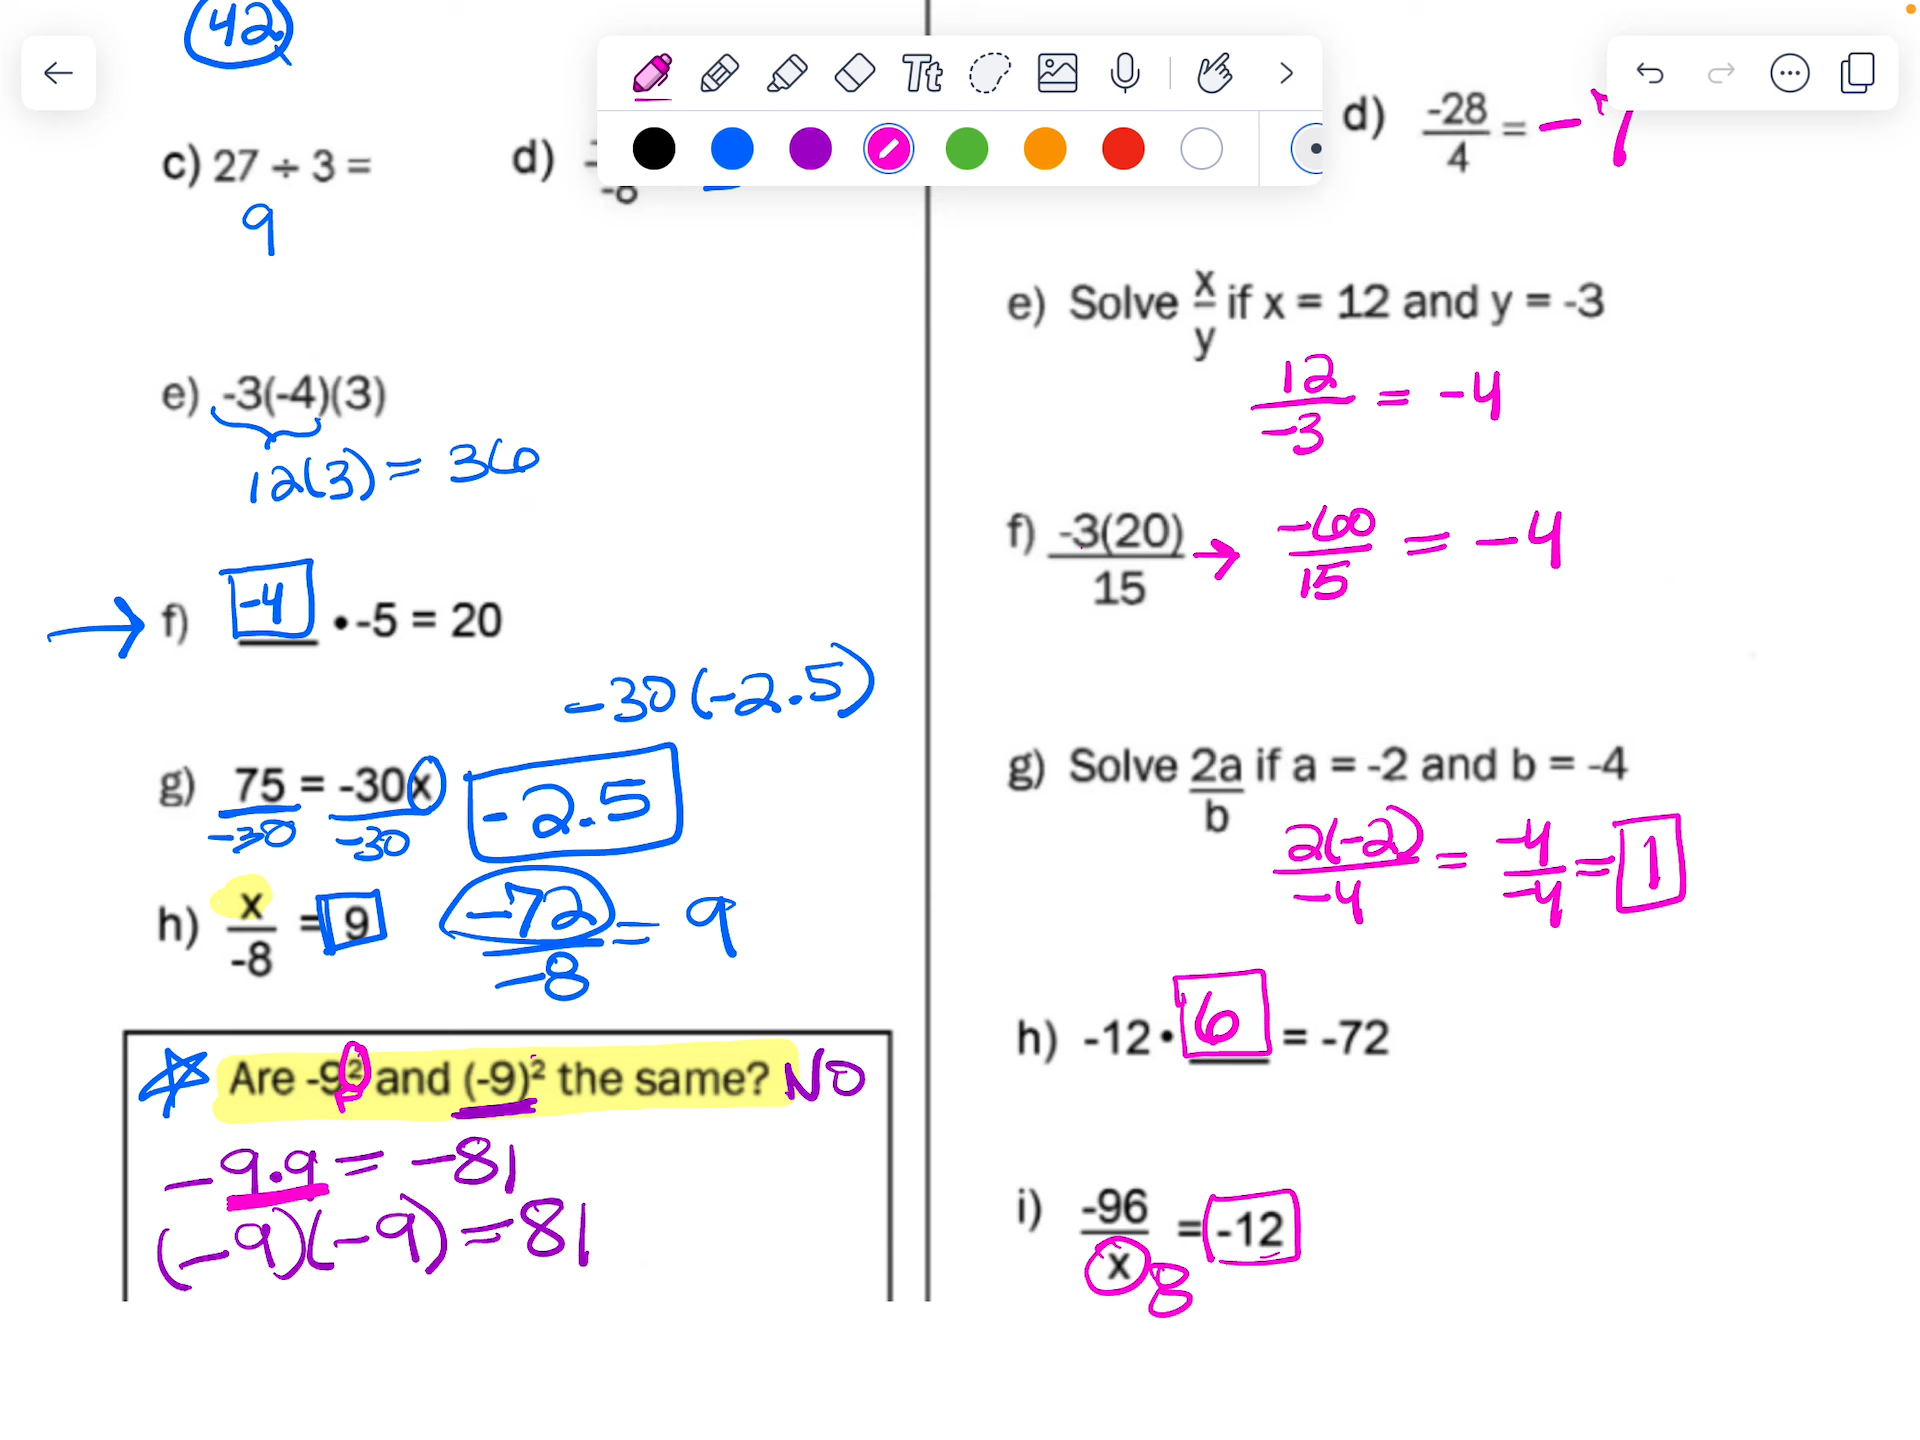 42
Tt
c) 27 ÷ 3 =
9
d)
-8
e) -3(-4)(3)
12(3) = 36
f) -4 • -5 = 20
-30(-2.5)
g) 75 = -30x
-30 -30
-2.5
h) x/-8 = 9
-72/-8 = 9
Are -9² and (-9)² the same? NO
-9.9 = -81
(-9)(-9) = 81
d) -28/4 = -7
e) Solve x/y if x = 12 and y = -3
12/-3 = -4
f) -3(20)/15 → -60/15 = -4
g) Solve 2a/b if a = -2 and b = -4
2(-2)/-4 = -4/-4 = 1
h) -12 • 6 = -72
i) -96/x = -12
8